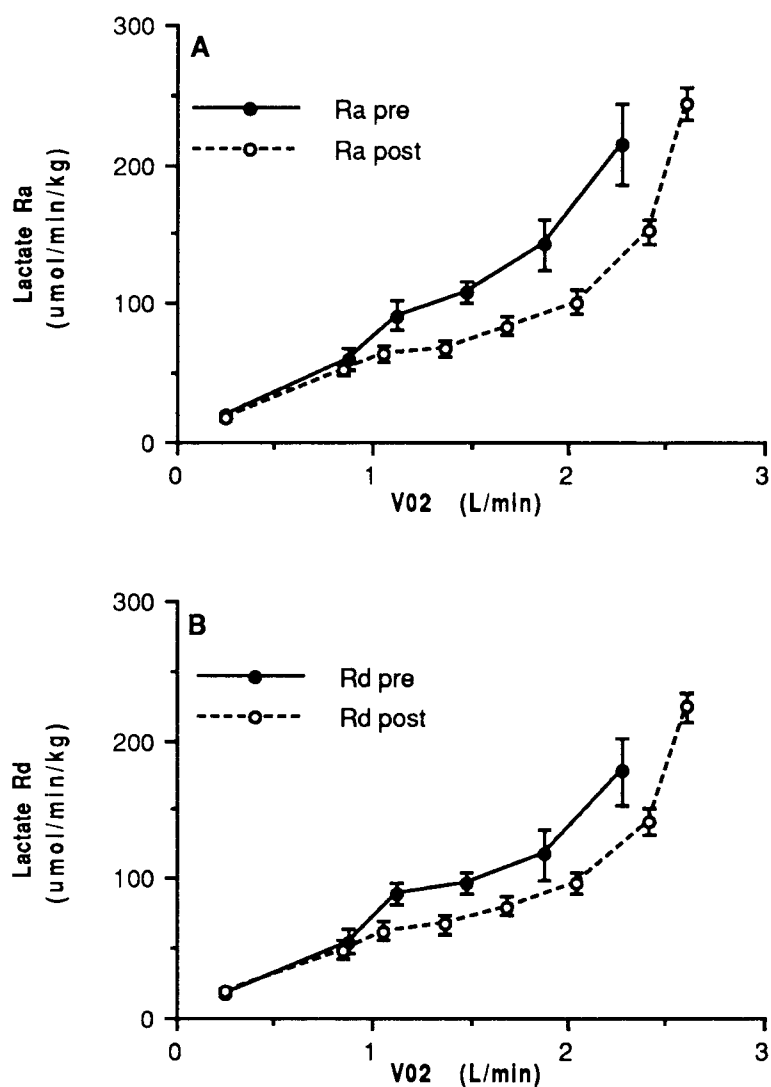 A
300
200
100
0
Ra pre
Ra post
Lactate Ra
(umol/min/kg)
0 1 2 3
V02 (L/min)
B
300
200
100
0
Rd pre
Rd post
Lactate Rd
(umol/min/kg)
0 1 2 3
V02 (L/min)